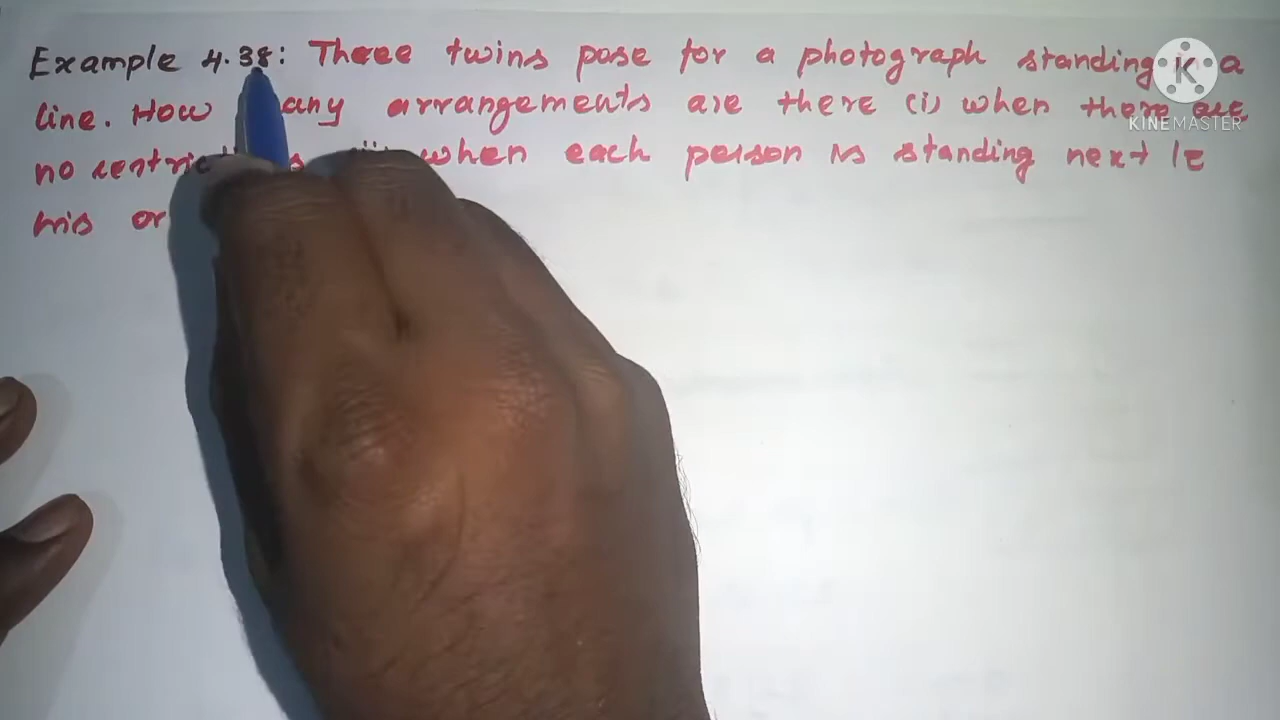 Example 4.38: Three twins pose for a photograph standing a
line. How any arrangements are there (i) when there are
no when each person is standing next to
his or
KINEMASTER